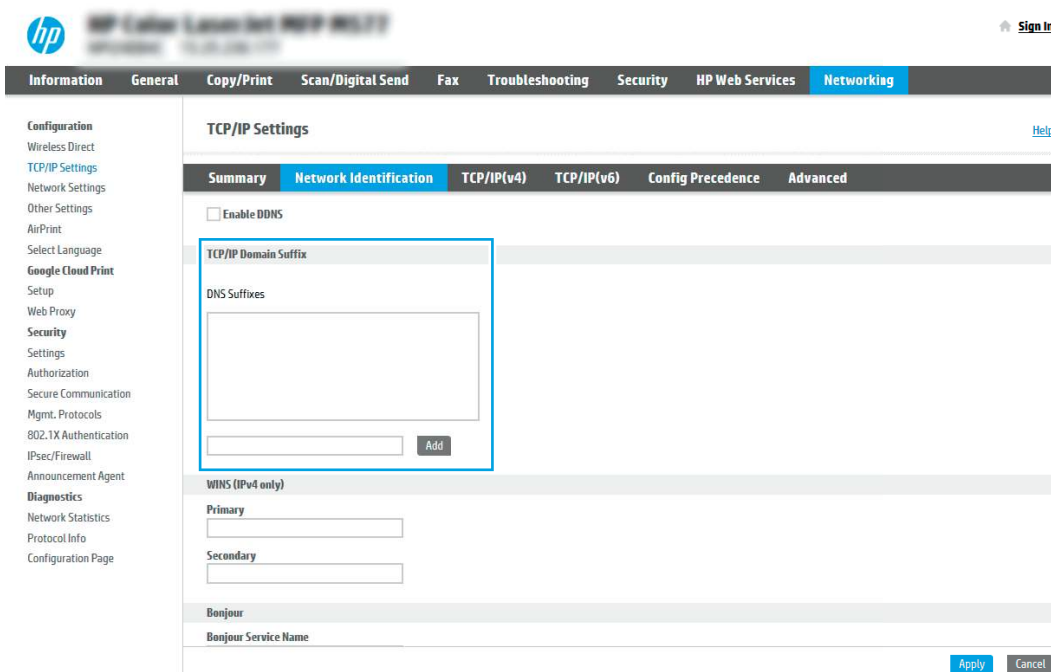 hp
Sign In
Information General Copy/Print Scan/Digital Send Fax Troubleshooting Security HP Web Services Networking
Configuration
Wireless Direct
TCP/IP Settings
Network Settings
Other Settings
AirPrint
Select Language
Google Cloud Print
Setup
Web Proxy
Security
Settings
Authorization
Secure Communication
Mgmt. Protocols
802.1X Authentication
IPsec/Firewall
Announcement Agent
Diagnostics
Network Statistics
Protocol Info
Configuration Page
TCP/IP Settings
Help
Summary Network Identification TCP/IP(v4) TCP/IP(v6) Config Precedence Advanced
Enable DDNS
TCP/IP Domain Suffix
DNS Suffixes
Add
WINS (IPv4 only)
Primary
Secondary
Bonjour
Bonjour Service Name
Apply Cancel